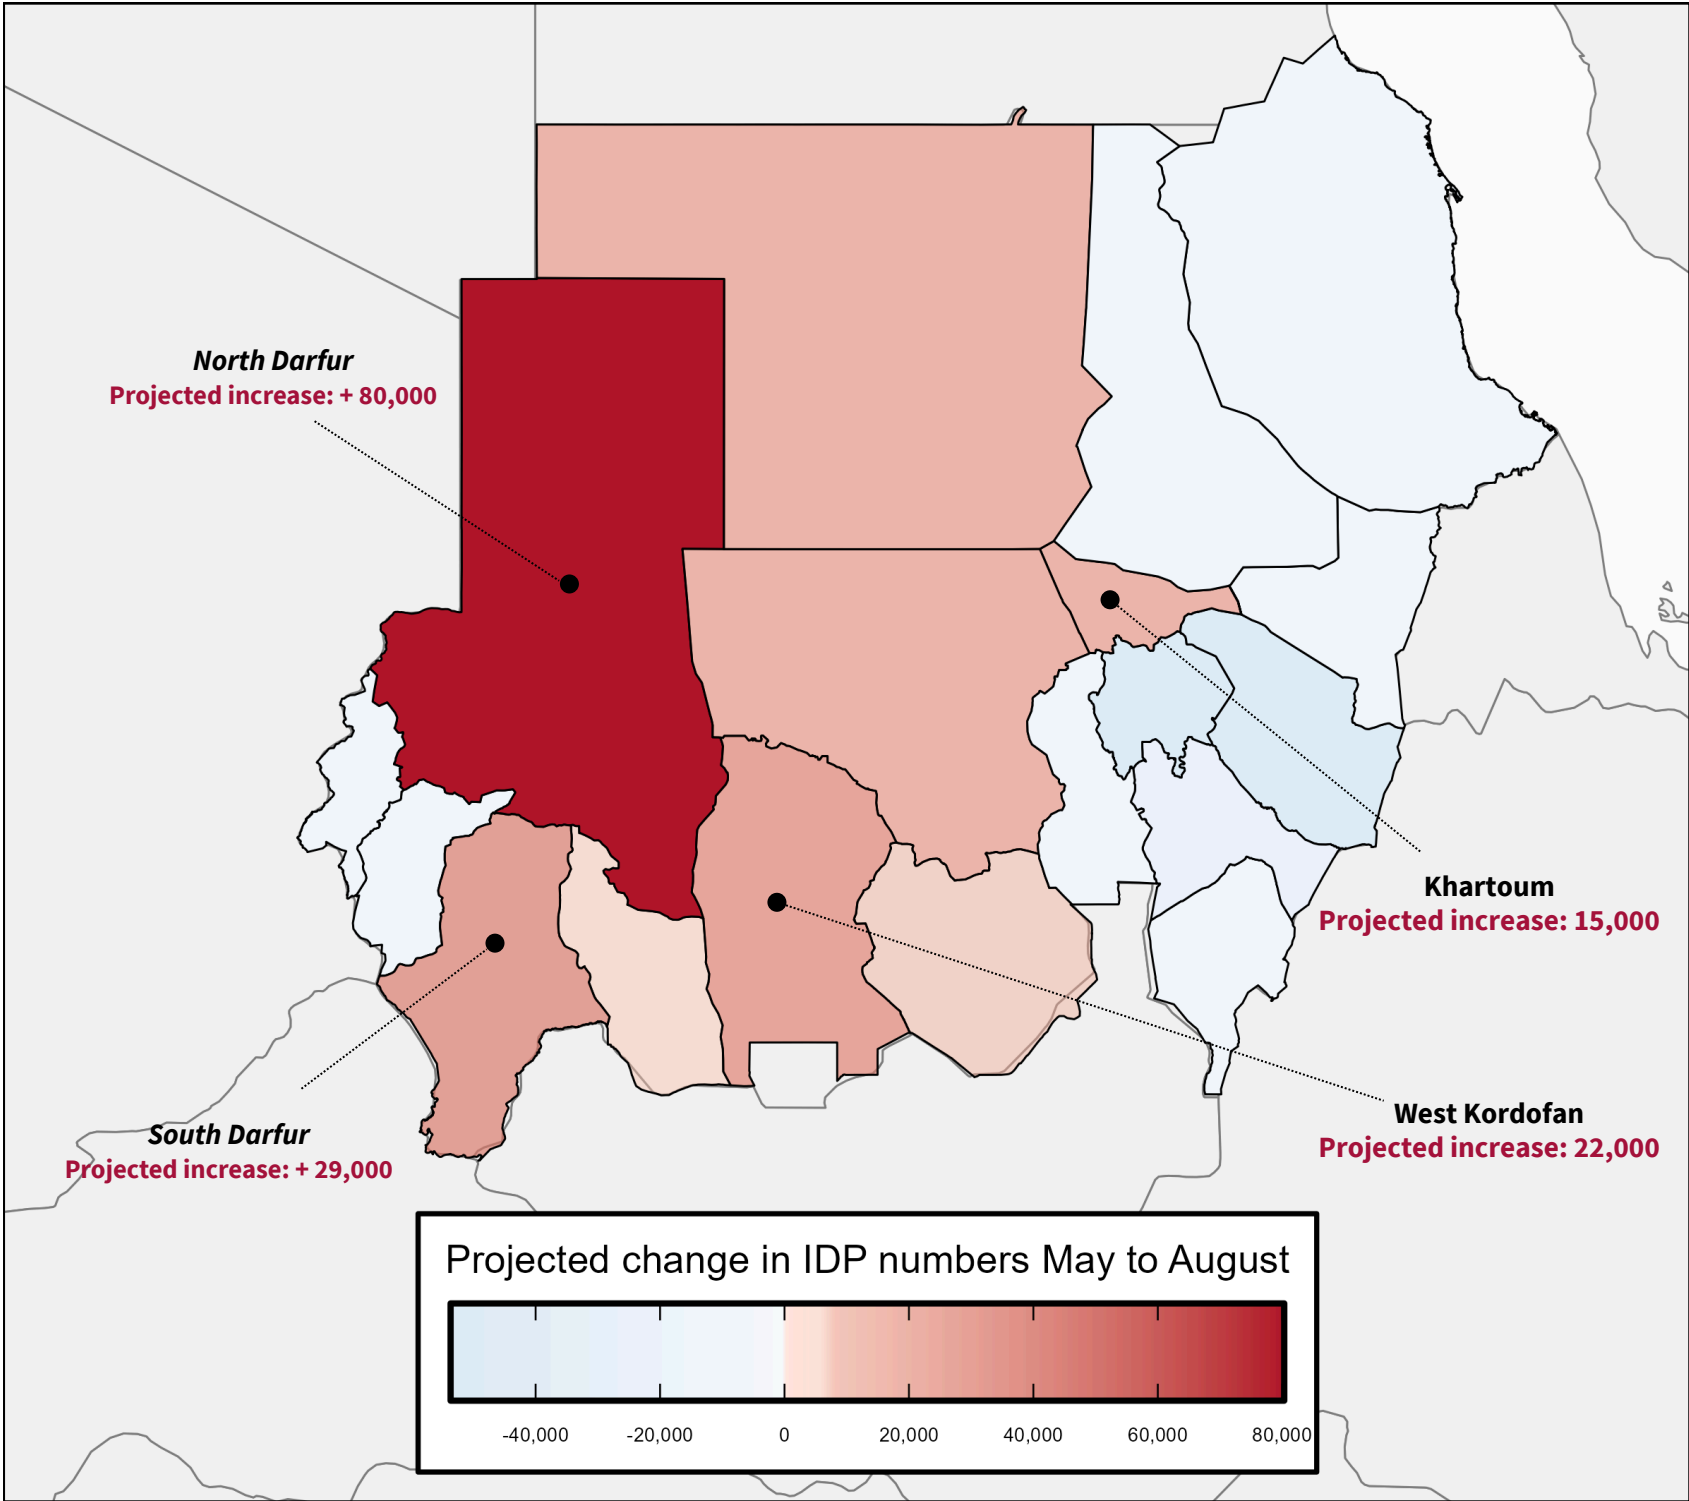 North Darfur
Projected increase: + 80,000
Khartoum
Projected increase: 15,000
West Kordofan
Projected increase: 22,000
South Darfur
Projected increase: + 29,000
Projected change in IDP numbers May to August
-40,000 -20,000 0 20,000 40,000 60,000 80,000